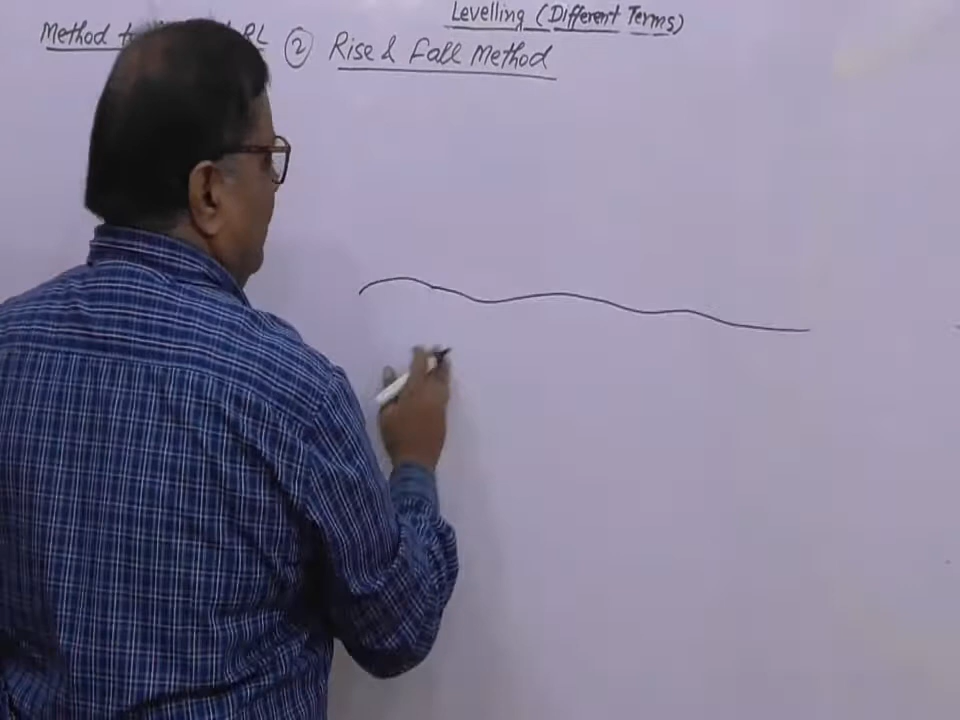 Levelling (Different Terms)
Method RL
② Rise & Fall Method